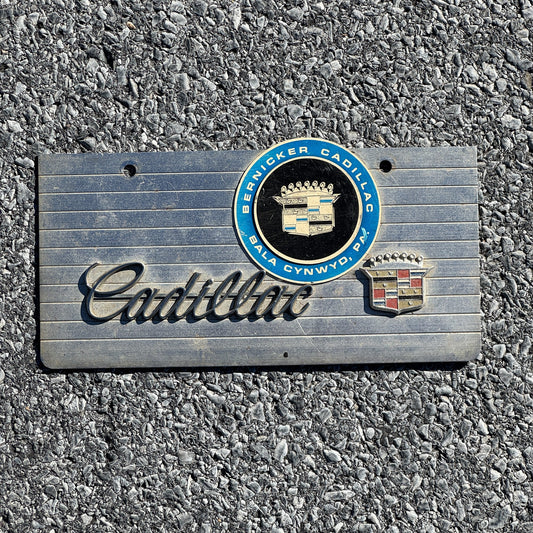 BERNICKER CADILLAC
BALA CYNWYD, PA.
Cadillac